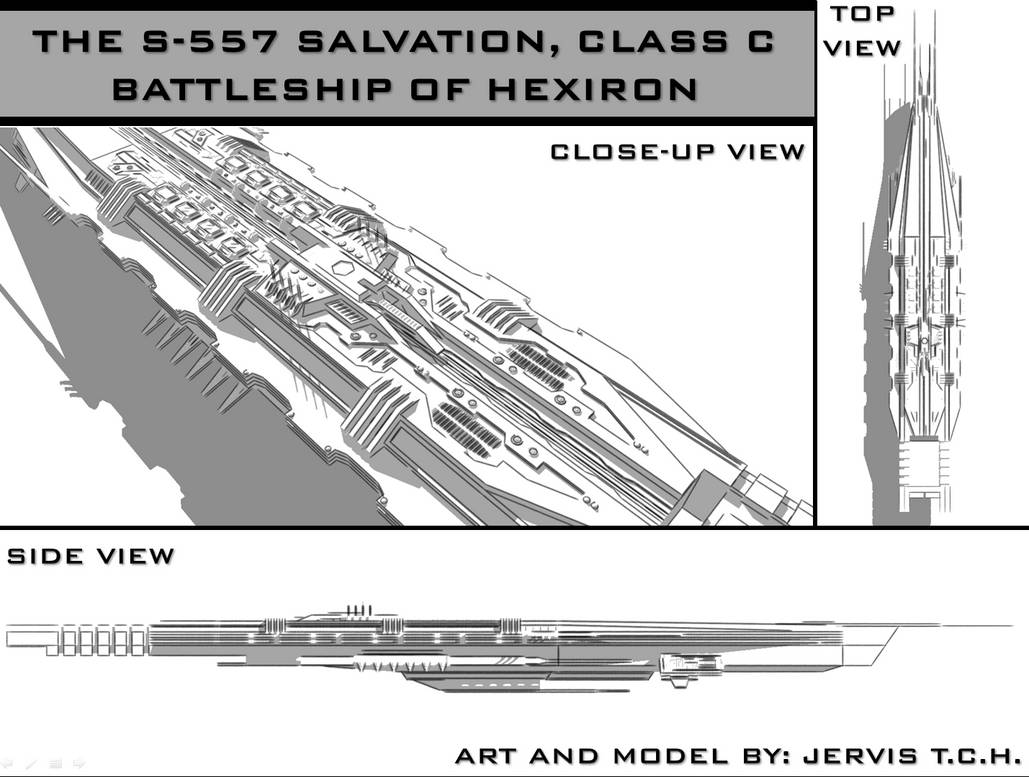 THE S-557 SALVATION, CLASS C
BATTLESHIP OF HEXIRON
TOP
VIEW
CLOSE-UP VIEW
SIDE VIEW
ART AND MODEL BY: JERVIS T.C.H.